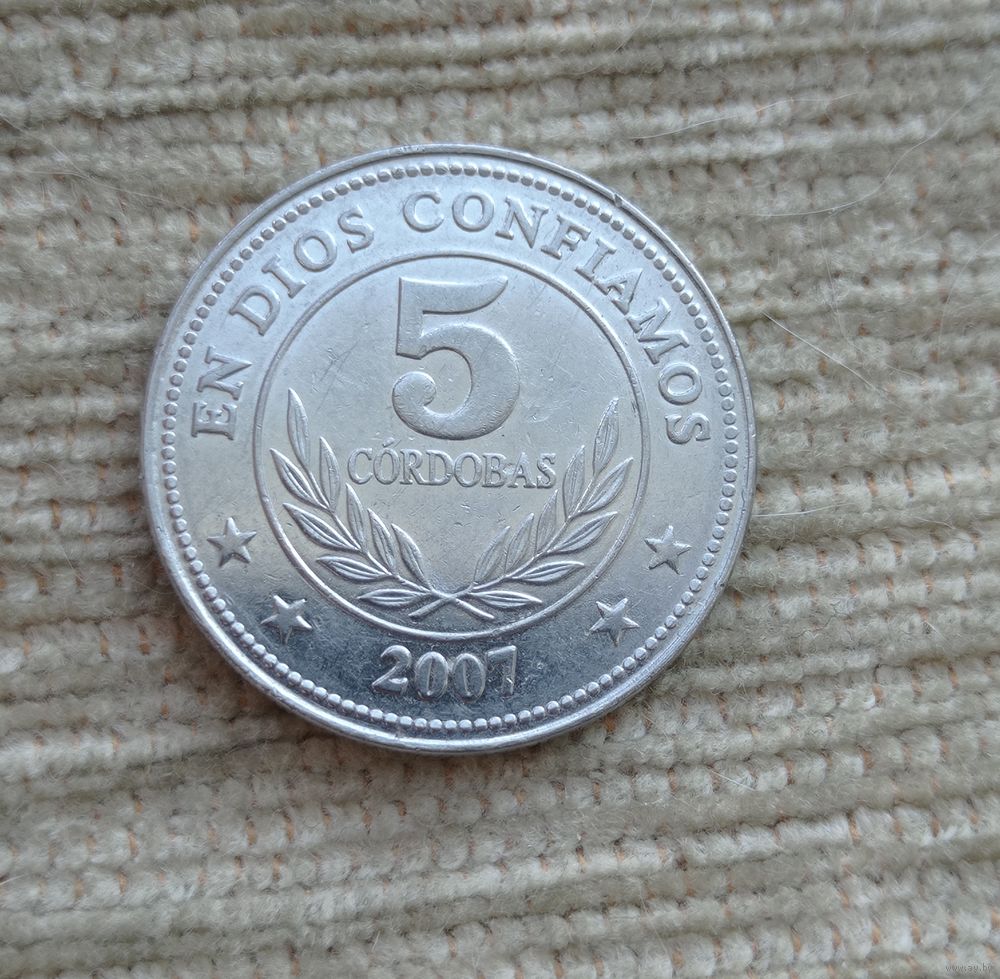 EN DIOS CONFIAMOS
5
CÓRDOBAS
2007